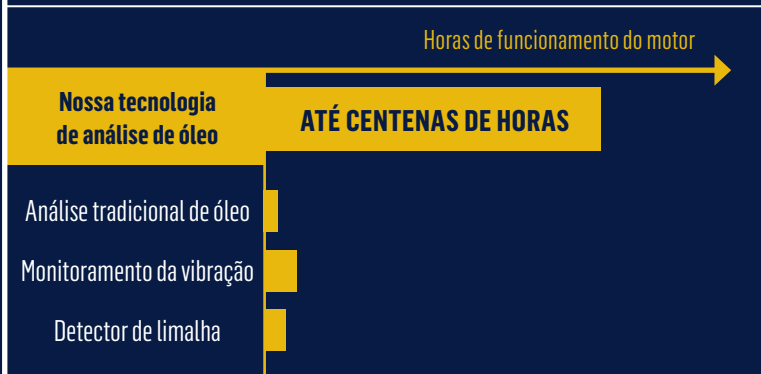 Horas de funcionamento do motor
Nossa tecnologia
de análise de óleo
ATÉ CENTENAS DE HORAS
Análise tradicional de óleo
Monitoramento da vibração
Detector de limalha